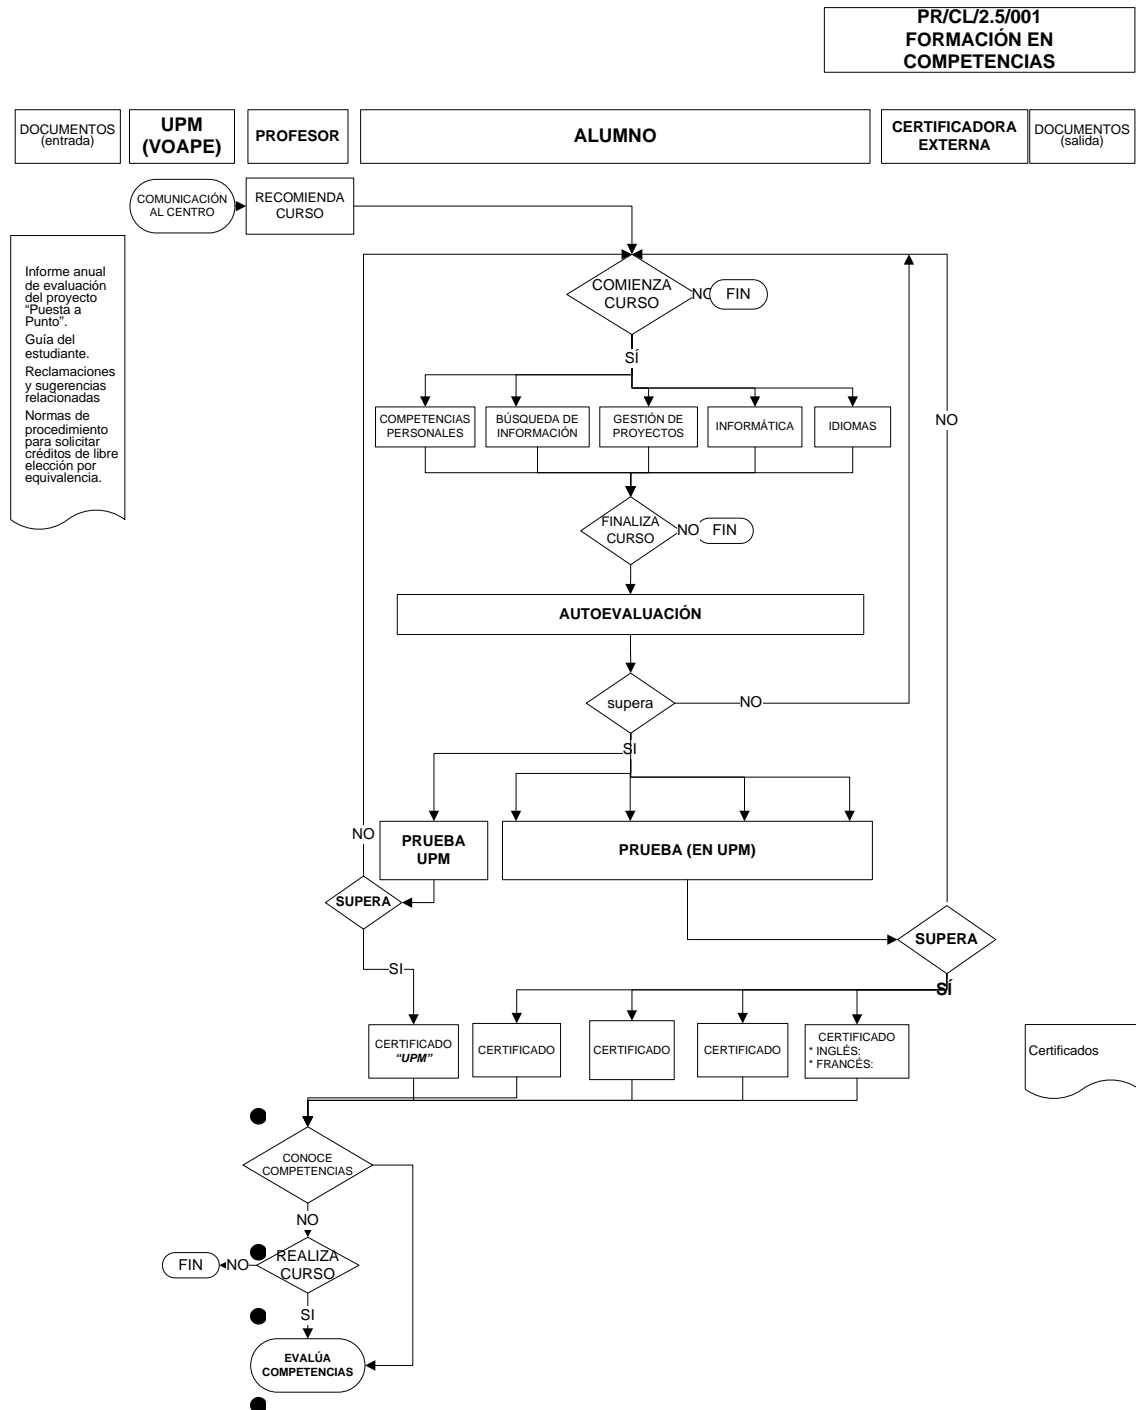 PR/CL/2.5/001
FORMACIÓN EN
COMPETENCIAS
DOCUMENTOS
(entrada)
UPM
(VOAPE)
PROFESOR
ALUMNO
CERTIFICADORA
EXTERNA
DOCUMENTOS
(salida)
COMUNICACIÓN
AL CENTRO
RECOMIENDA
CURSO
Informe anual
de evaluación
del proyecto
“Puesta a
Punto”.
Guía del
estudiante.
Reclamaciones
y sugerencias
relacionadas
Normas de
procedimiento
para solicitar
créditos de libre
elección por
equivalencia.
COMIENZA
CURSO
NO
FIN
SÍ
COMPETENCIAS
PERSONALES
BÚSQUEDA DE
INFORMACIÓN
GESTIÓN DE
PROYECTOS
INFORMÁTICA
IDIOMAS
NO
FINALIZA
CURSO
NO
FIN
AUTOEVALUACIÓN
supera
NO
SI
PRUEBA
UPM
PRUEBA (EN UPM)
NO
SUPERA
SUPERA
SI
SÍ
CERTIFICADO
“UPM”
CERTIFICADO
CERTIFICADO
CERTIFICADO
CERTIFICADO
* INGLÉS:
* FRANCÉS:
Certificados
CONOCE
COMPETENCIAS
NO
REALIZA
CURSO
NO
FIN
SI
EVALÚA
COMPETENCIAS